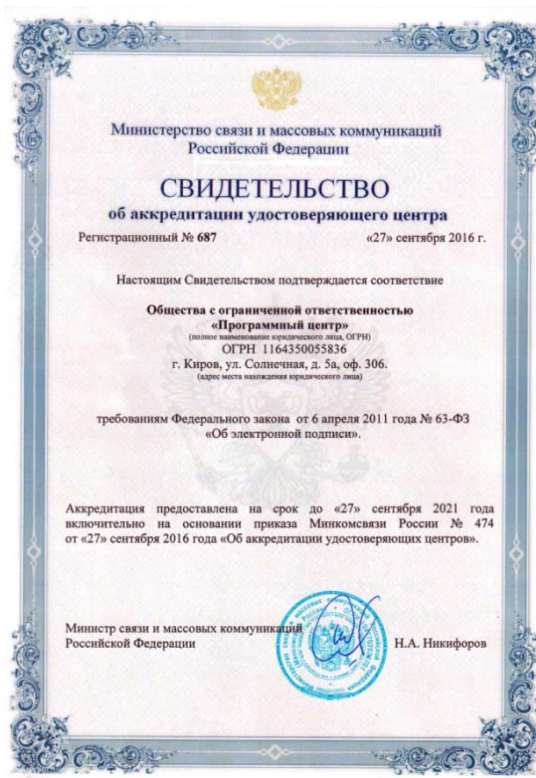 Министерство связи и массовых коммуникаций
Российской Федерации
СВИДЕТЕЛЬСТВО
об аккредитации удостоверяющего центра
Регистрационный № 687 «27» сентября 2016 г.
Настоящим Свидетельством подтверждается соответствие
Общества с ограниченной ответственностью
«Программный центр»
(полное наименование юридического лица, ОГРН)
ОГРН 1164350055836
г. Киров, ул. Солнечная, д. 5а, оф. 306.
(адрес места нахождения юридического лица)
требованиям Федерального закона от 6 апреля 2011 года № 63-ФЗ
«Об электронной подписи».
Аккредитация предоставлена на срок до «27» сентября 2021 года
включительно на основании приказа Минкомсвязи России № 474
от «27» сентября 2016 года «Об аккредитации удостоверяющих центров».
Министр связи и массовых коммуникаций
Российской Федерации Н.А. Никифоров